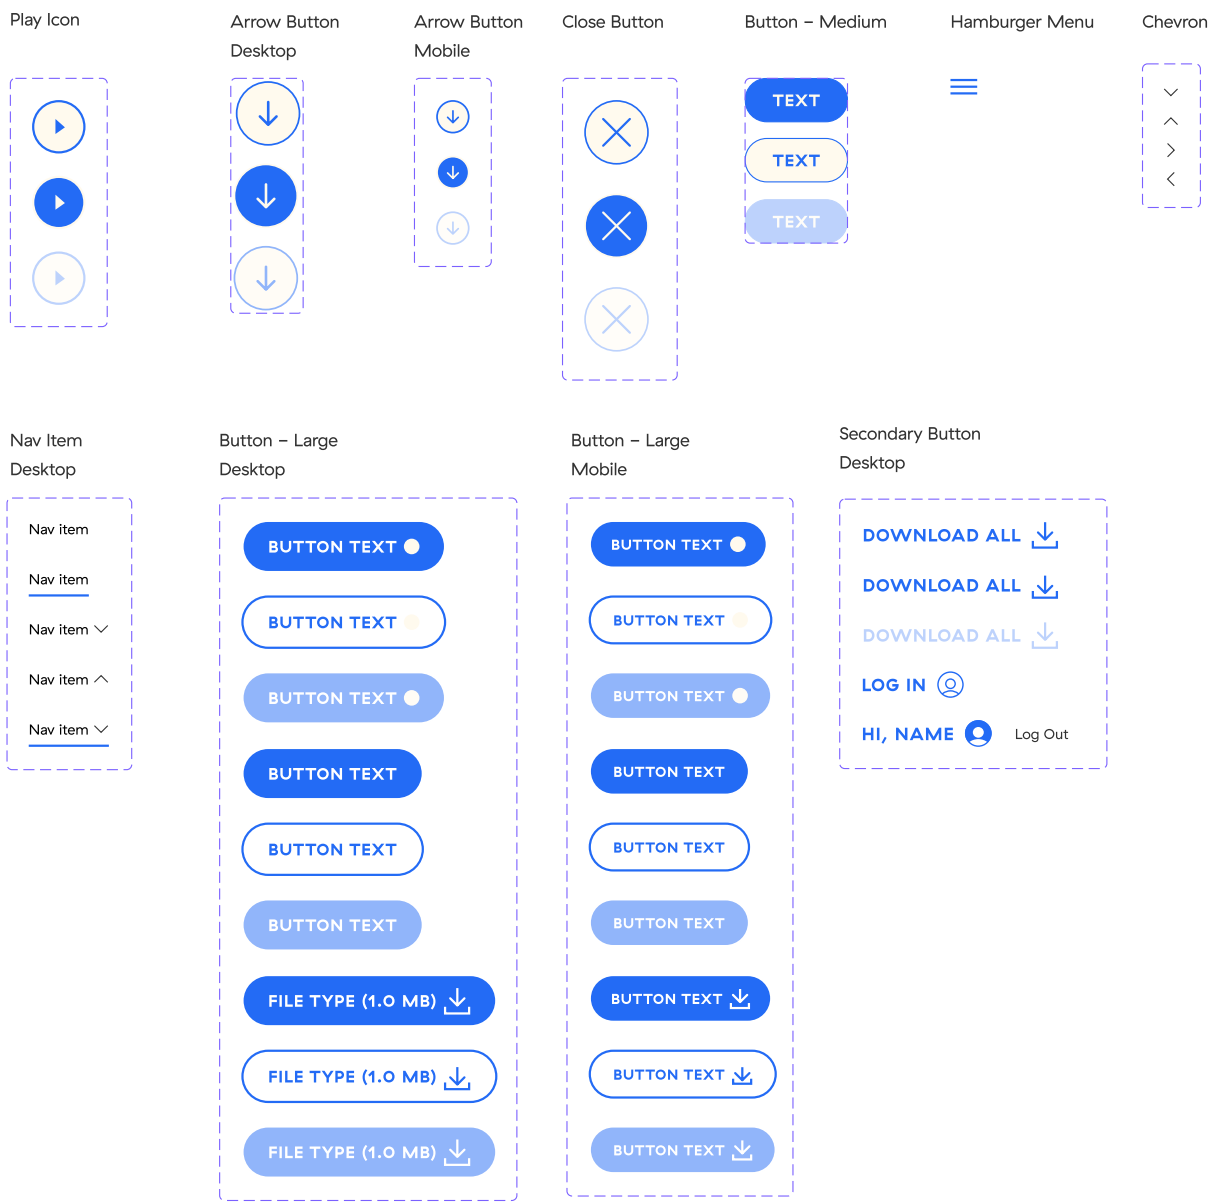 Play Icon
Arrow Button
Desktop
Arrow Button
Mobile
Close Button
Button – Medium
Hamburger Menu
Chevron
TEXT
TEXT
TEXT
Nav Item
Desktop
Nav item
Nav item
Nav item
Nav item
Nav item
Button – Large
Desktop
BUTTON TEXT
BUTTON TEXT
BUTTON TEXT
BUTTON TEXT
BUTTON TEXT
BUTTON TEXT
FILE TYPE (1.0 MB)
FILE TYPE (1.0 MB)
FILE TYPE (1.0 MB)
Button – Large
Mobile
BUTTON TEXT
BUTTON TEXT
BUTTON TEXT
BUTTON TEXT
BUTTON TEXT
BUTTON TEXT
BUTTON TEXT
BUTTON TEXT
BUTTON TEXT
Secondary Button
Desktop
DOWNLOAD ALL
DOWNLOAD ALL
DOWNLOAD ALL
LOG IN
HI, NAME Log Out